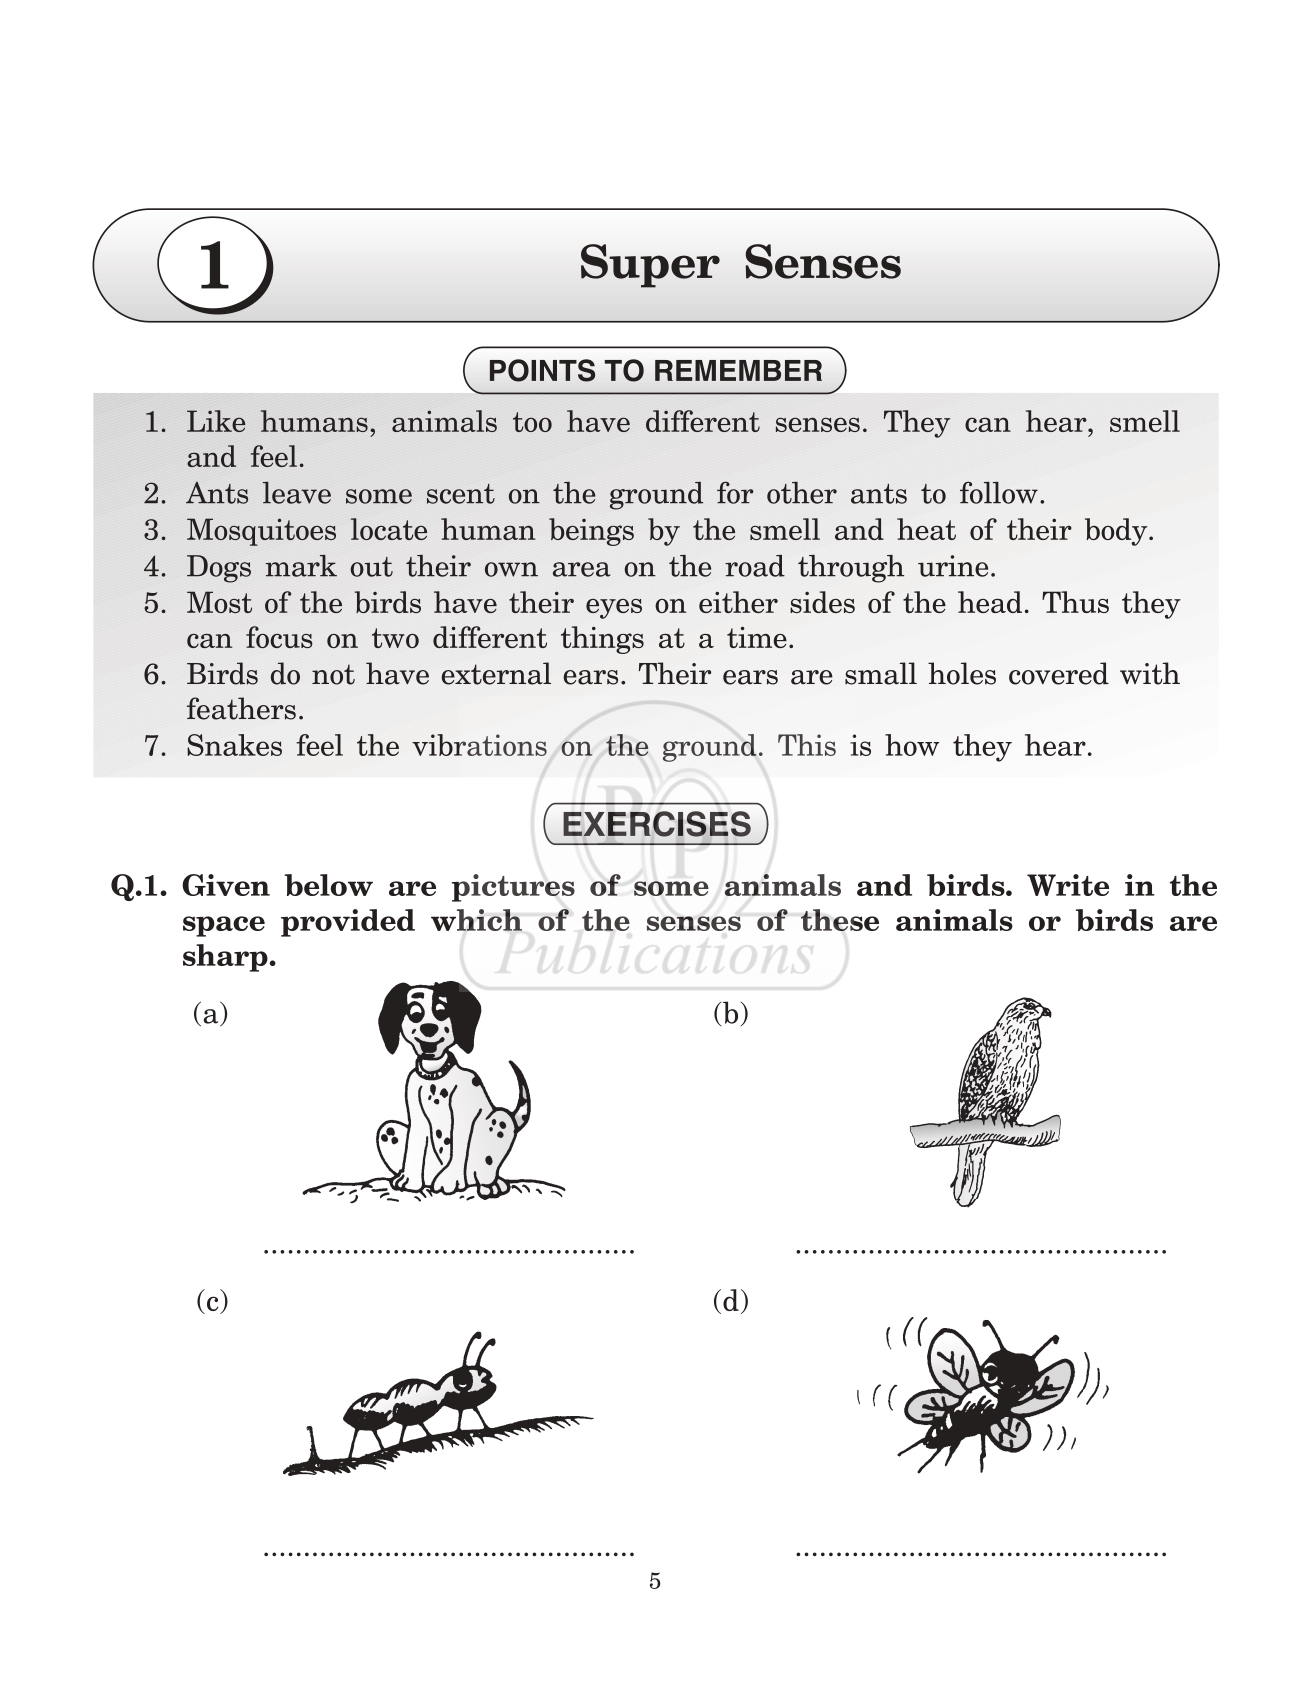 1
Super Senses
POINTS TO REMEMBER
1. Like humans, animals too have different senses. They can hear, smell
and feel.
2. Ants leave some scent on the ground for other ants to follow.
3. Mosquitoes locate human beings by the smell and heat of their body.
4. Dogs mark out their own area on the road through urine.
5. Most of the birds have their eyes on either sides of the head. Thus they
can focus on two different things at a time.
6. Birds do not have external ears. Their ears are small holes covered with
feathers.
7. Snakes feel the vibrations on the ground. This is how they hear.
PP
EXERCISES
Q.1. Given below are pictures of some animals and birds. Write in the
space provided which of the senses of these animals or birds are
sharp.
Publications
(a) (b)
.............................................. ..............................................
(c) (d)
.............................................. ..............................................
5